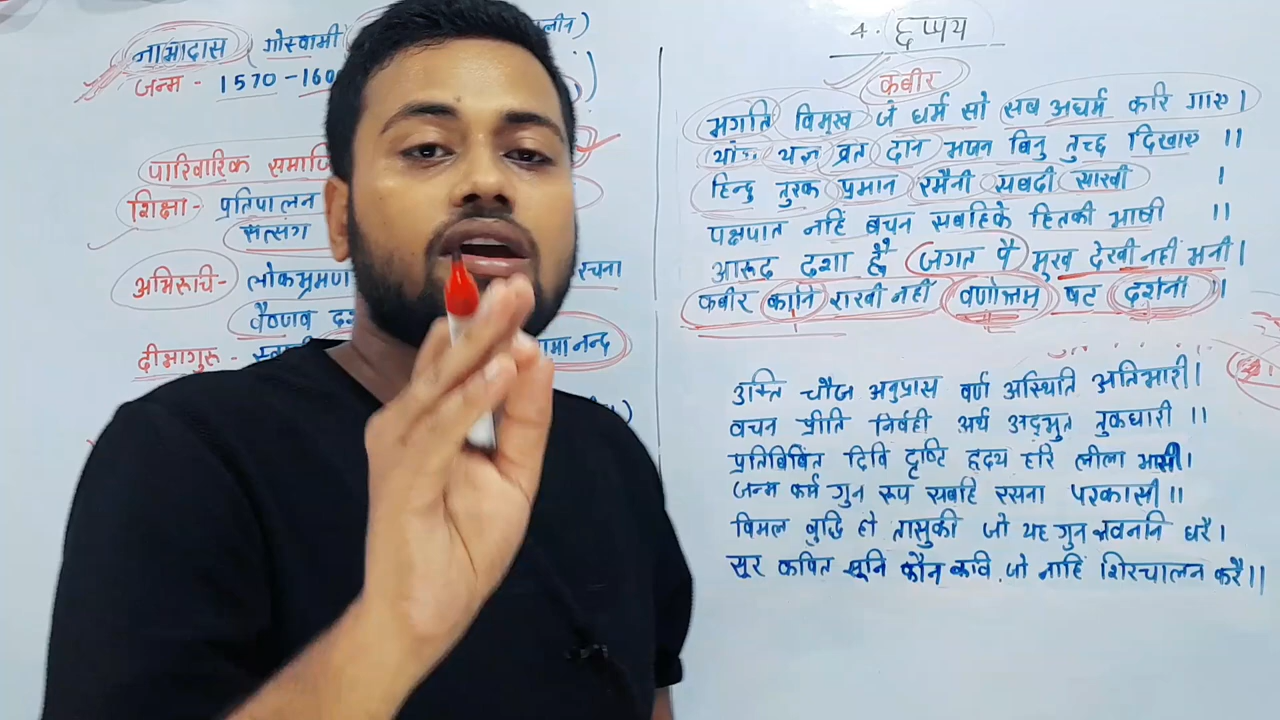 नाभादास (गोस्वामी लीन)
जन्म - 1570 - 160 )
पारिवारिक समाजि
शिक्षा - प्रतिपालन
सत्संग
अभिरूचि - लोकभ्रमण रचना
वैष्णव दर्श
दीक्षागुरू - स्वा मानन्द
4. छप्पय
कबीर
भगति विमुख जे धर्म सो सब अधर्म करि गाए।
योग यज्ञ व्रत दान भजन बिनु तुच्छ दिखाए ॥
हिन्दु तुरक प्रमान रमैनी सबदी साखी ।
पक्षपात नहि बचन सबहिके हितकी भाषी ॥
आरूढ़ दशा ह्वै जगत पै मुख देखी नहीं भनी।
कबीर कानि राखी नहीं वर्णाश्रम षट दर्शनी ॥
उक्ति चौज अनुप्रास वर्ण अस्थिति अतिभारी।
वचन प्रीति निर्वही अर्थ अद्भुत तुकधारी ॥
प्रतिबिंबित दिवि दृष्टि हृदय हरि लीला भासी।
जन्म कर्म गुन रूप सबहि रसना परकासी ॥
विमल बुद्धि हो तासुकी जो यह गुन श्रवननि धरै।
सूर कवित सुनि कौन कवि जो नाहिं शिरचालन करै॥